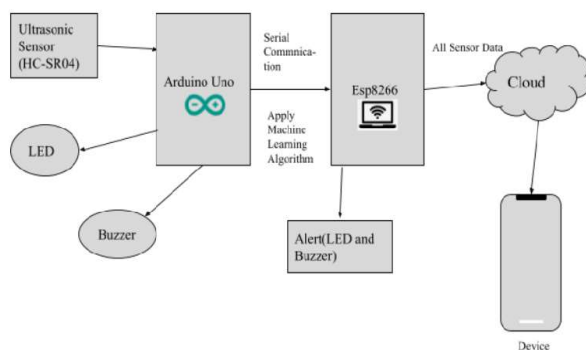 Ultrasonic
Sensor
(HC-SR04)
Arduino Uno
Serial
Commnica-
tion
Apply
Machine
Learning
Algorithm
Esp8266
All Sensor Data
Cloud
LED
Buzzer
Alert(LED and
Buzzer)
Device